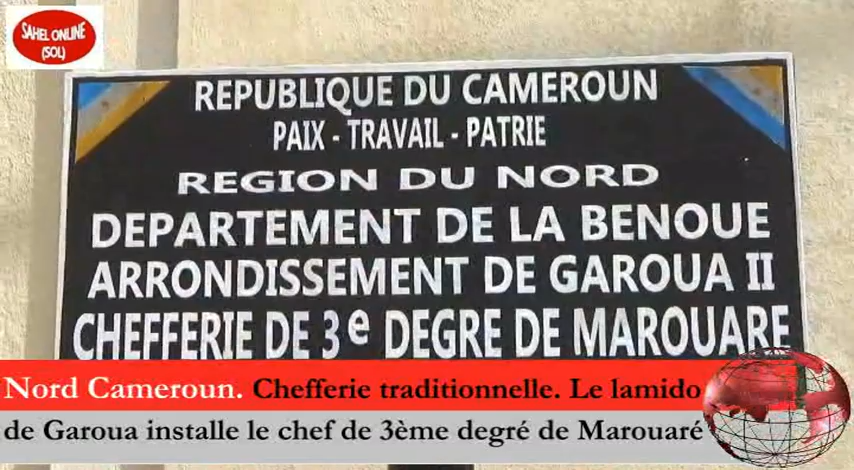 SAHEL ONLINE
(SOL)
REPUBLIQUE DU CAMEROUN
PAIX - TRAVAIL - PATRIE
REGION DU NORD
DEPARTEMENT DE LA BENOUE
ARRONDISSEMENT DE GAROUA II
CHEFFERIE DE 3e DEGRE DE MAROUARE
Nord Cameroun. Chefferie traditionnelle. Le lamido
de Garoua installe le chef de 3ème degré de Marouaré